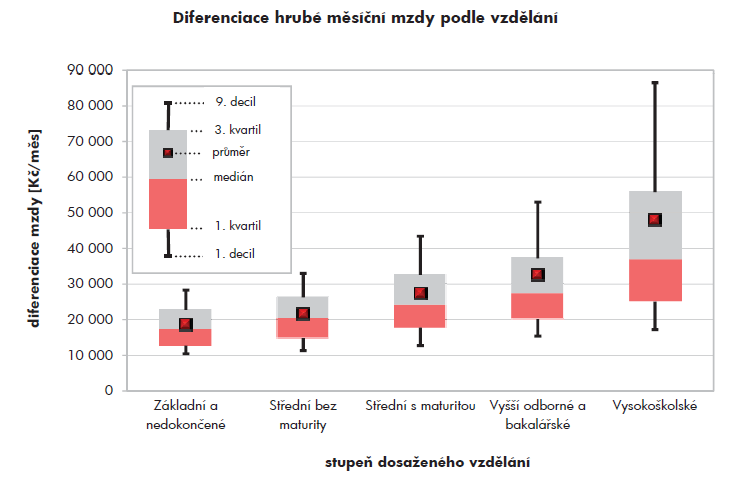 Diferenciace hrubé měsíční mzdy podle vzdělání
diferenciace mzdy [Kč/měs]
90 000
80 000
70 000
60 000
50 000
40 000
30 000
20 000
10 000
0
9. decil
3. kvartil
průměr
medián
1. kvartil
1. decil
Základní a
nedokončené
Střední bez
maturity
Střední s maturitou
Vyšší odborné a
bakalářské
Vysokoškolské
stupeň dosaženého vzdělání